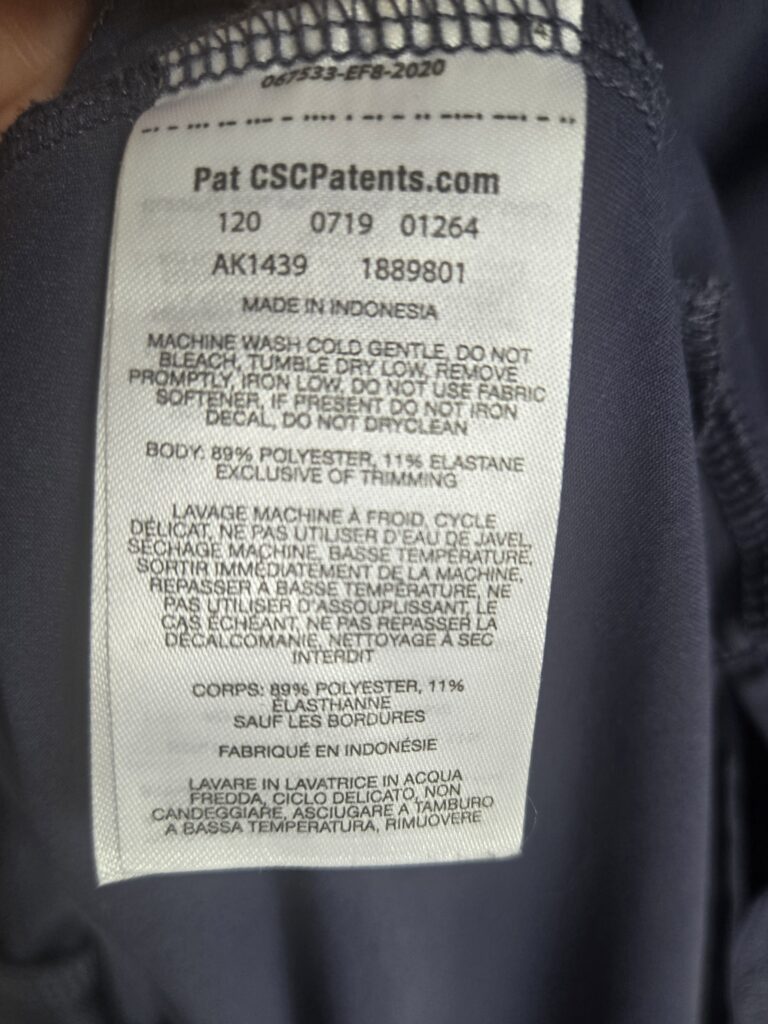 067533-EF8-2020
Pat CSCPatents.com
120 0719 01264
AK1439 1889801
MADE IN INDONESIA
MACHINE WASH COLD GENTLE, DO NOT
BLEACH, TUMBLE DRY LOW, REMOVE
PROMPTLY, IRON LOW, DO NOT USE FABRIC
SOFTENER, IF PRESENT DO NOT IRON
DECAL, DO NOT DRYCLEAN
BODY: 89% POLYESTER, 11% ELASTANE
EXCLUSIVE OF TRIMMING
LAVAGE MACHINE À FROID, CYCLE
DÉLICAT, NE PAS UTILISER D'EAU DE JAVEL,
SÉCHAGE MACHINE, BASSE TEMPÉRATURE,
SORTIR IMMÉDIATEMENT DE LA MACHINE,
REPASSER À BASSE TEMPÉRATURE, NE
PAS UTILISER D'ASSOUPLISSANT, LE
CAS ÉCHÉANT, NE PAS REPASSER LA
DÉCALCOMANIE, NETTOYAGE À SEC
INTERDIT
CORPS: 89% POLYESTER, 11%
ÉLASTHANNE
SAUF LES BORDURES
FABRIQUÉ EN INDONÉSIE
LAVARE IN LAVATRICE IN ACQUA
FREDDA, CICLO DELICATO, NON
CANDEGGIARE, ASCIUGARE A TAMBURO
A BASSA TEMPERATURA, RIMUOVERE